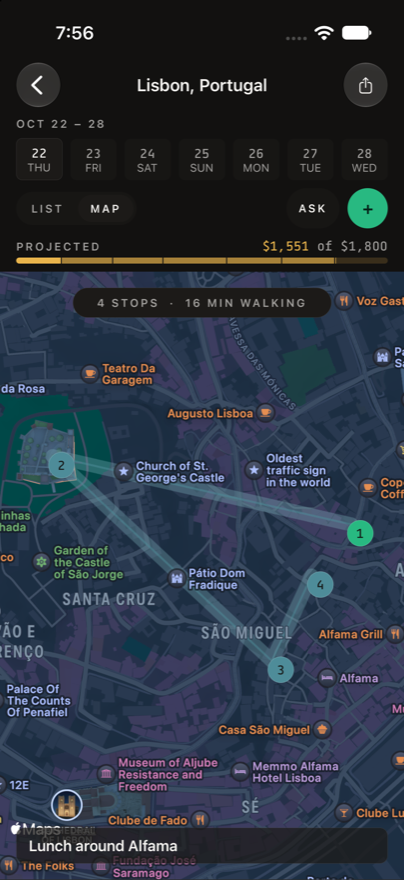 7:56
Lisbon, Portugal
OCT 22 – 28
22 23 24 25 26 27 28
THU FRI SAT SUN MON TUE WED
LIST MAP ASK +
PROJECTED $1,551 of $1,800
4 STOPS · 16 MIN WALKING
Voz Gast
Teatro Da
Garagem
da Rosa
Augusto Lisboa
2
Church of St.
George's Castle
Oldest
traffic sign
in the world
1
Garden of
the Castle
of São Jorge
Pátio Dom
Fradique
4
SANTA CRUZ
SÃO MIGUEL
Alfama Grill
3
Alfama
Palace Of
The Counts
Of Penafiel
Casa São Miguel
Museum of Aljube
Resistance and
Freedom
Memmo Alfama
Hotel Lisboa
12E
SÉ
Clube de Fado
Clube Lu
Maps
Lunch around Alfama
The Folks
Fundação José
Saramago